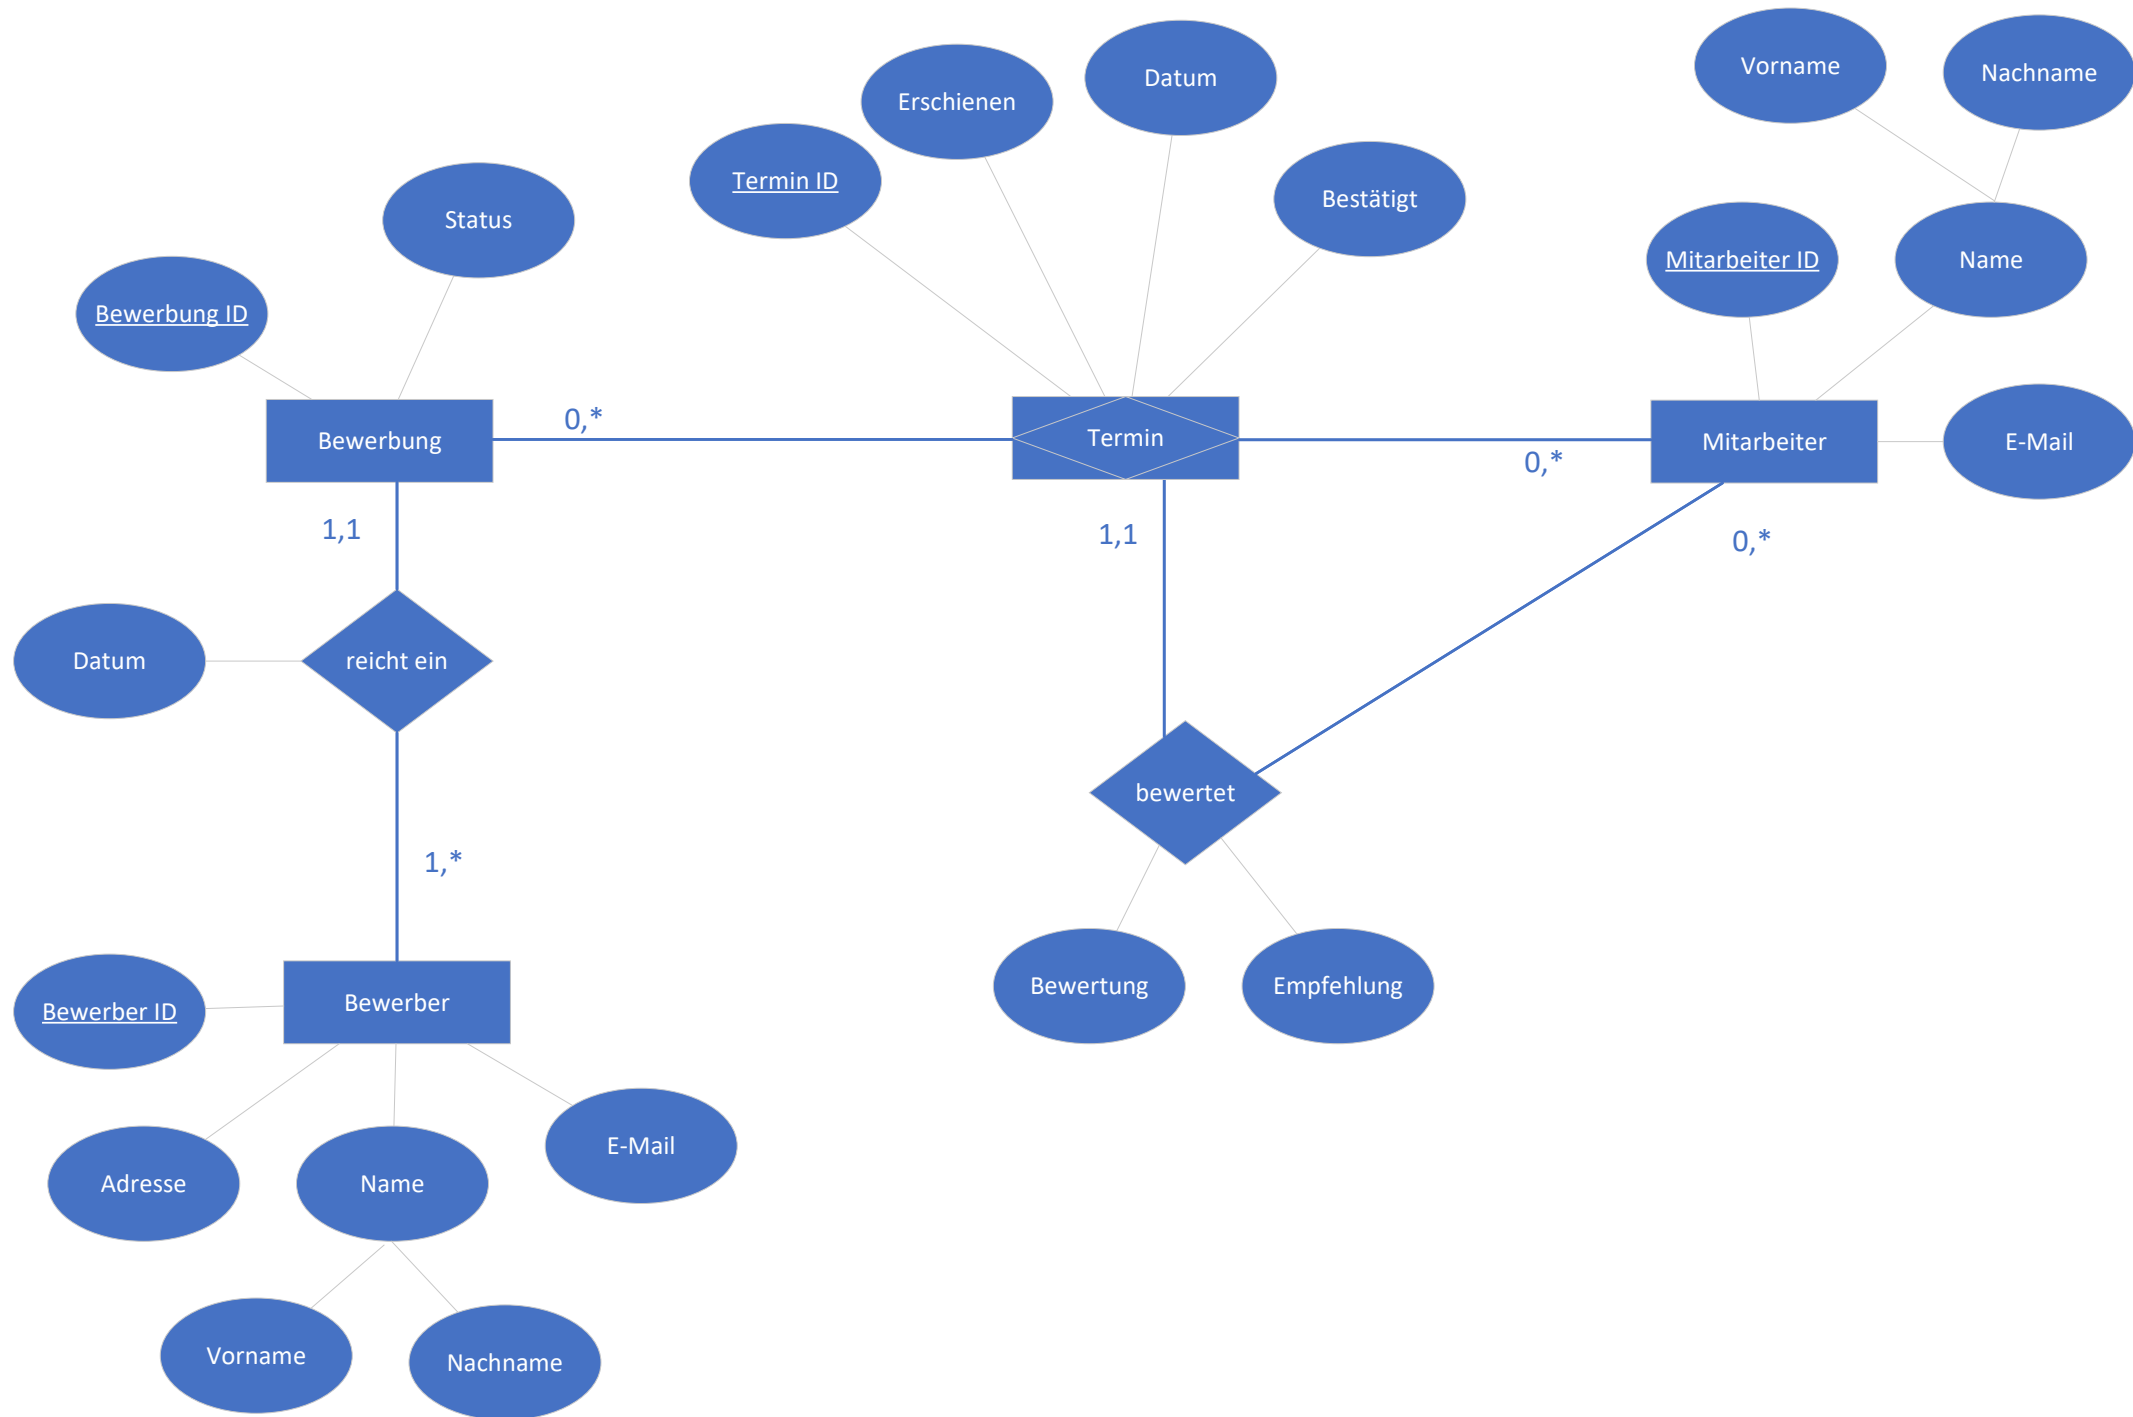 Vorname
Nachname
Datum
Erschienen
Termin ID
Bestätigt
Status
Mitarbeiter ID
Name
Bewerbung ID
0,*
Bewerbung
Termin
Mitarbeiter
E-Mail
0,*
1,1
1,1
0,*
Datum
reicht ein
bewertet
1,*
Bewertung
Empfehlung
Bewerber ID
Bewerber
E-Mail
Adresse
Name
Vorname
Nachname